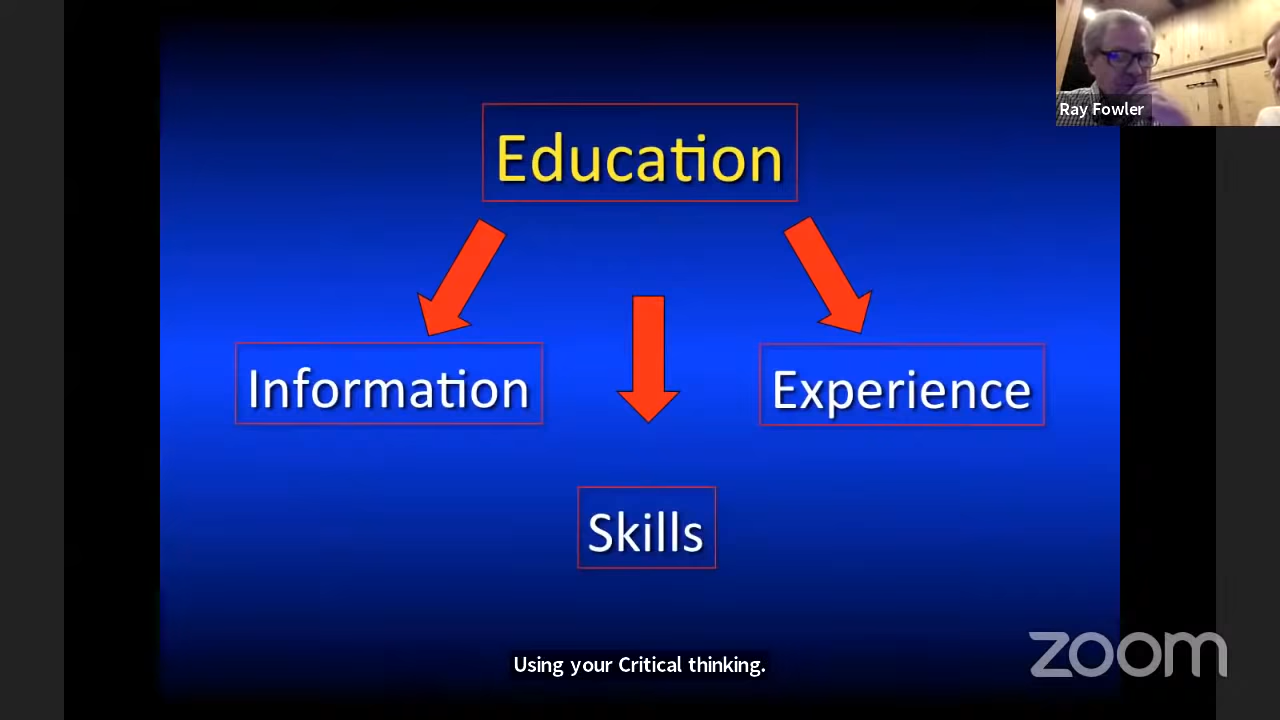 Ray Fowler
Education
Information
Experience
Skills
Using your Critical thinking.
zoom